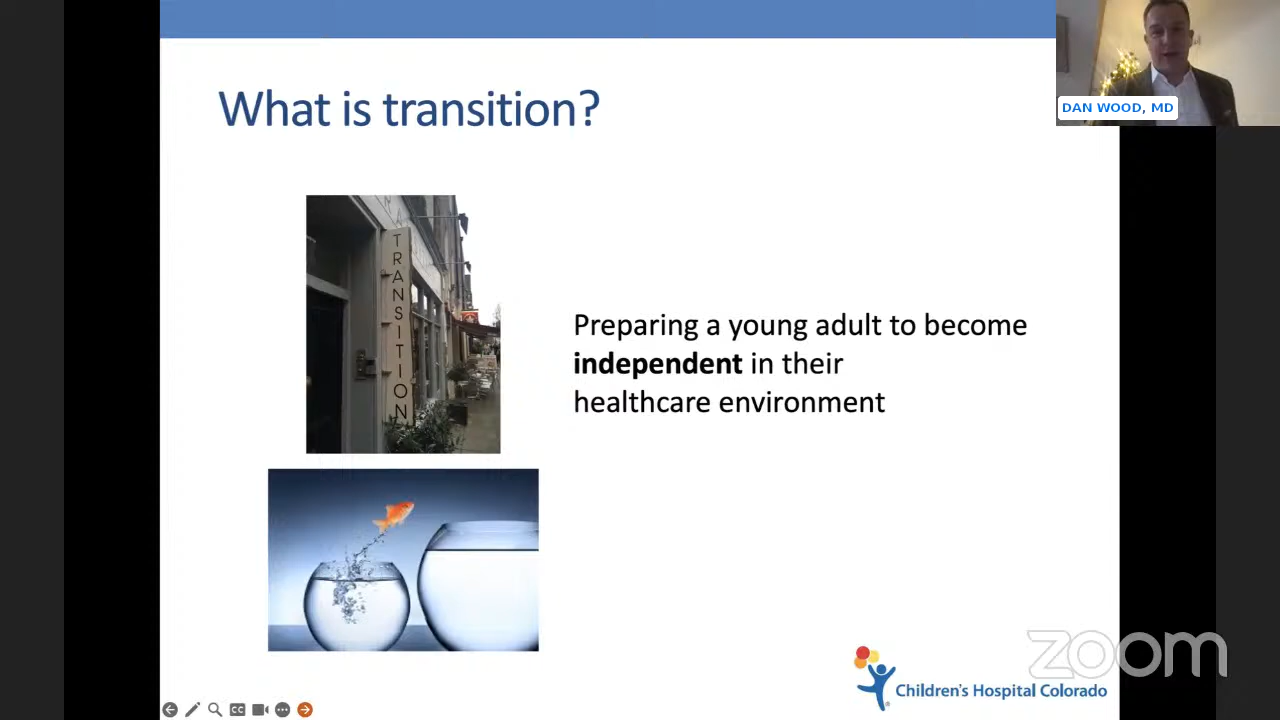 What is transition?
DAN WOOD, MD
TRANSITION
Preparing a young adult to become
independent in their
healthcare environment
zoom
Children's Hospital Colorado
CC